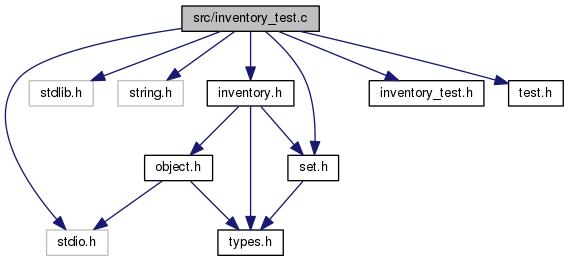 src/inventory_test.c
stdlib.h
string.h
inventory.h
inventory_test.h
test.h
object.h
set.h
stdio.h
types.h